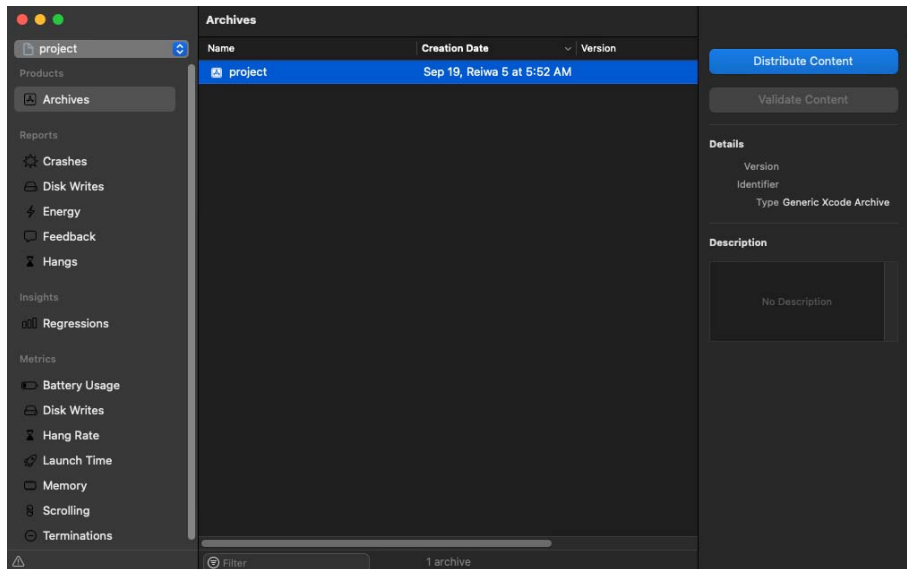 Archives
project
Name Creation Date Version
project Sep 19, Reiwa 5 at 5:52 AM
Products
Archives
Reports
Crashes
Disk Writes
Energy
Feedback
Hangs
Insights
Regressions
Metrics
Battery Usage
Disk Writes
Hang Rate
Launch Time
Memory
Scrolling
Terminations
Filter
1 archive
Distribute Content
Validate Content
Details
Version
Identifier
Type Generic Xcode Archive
Description
No Description